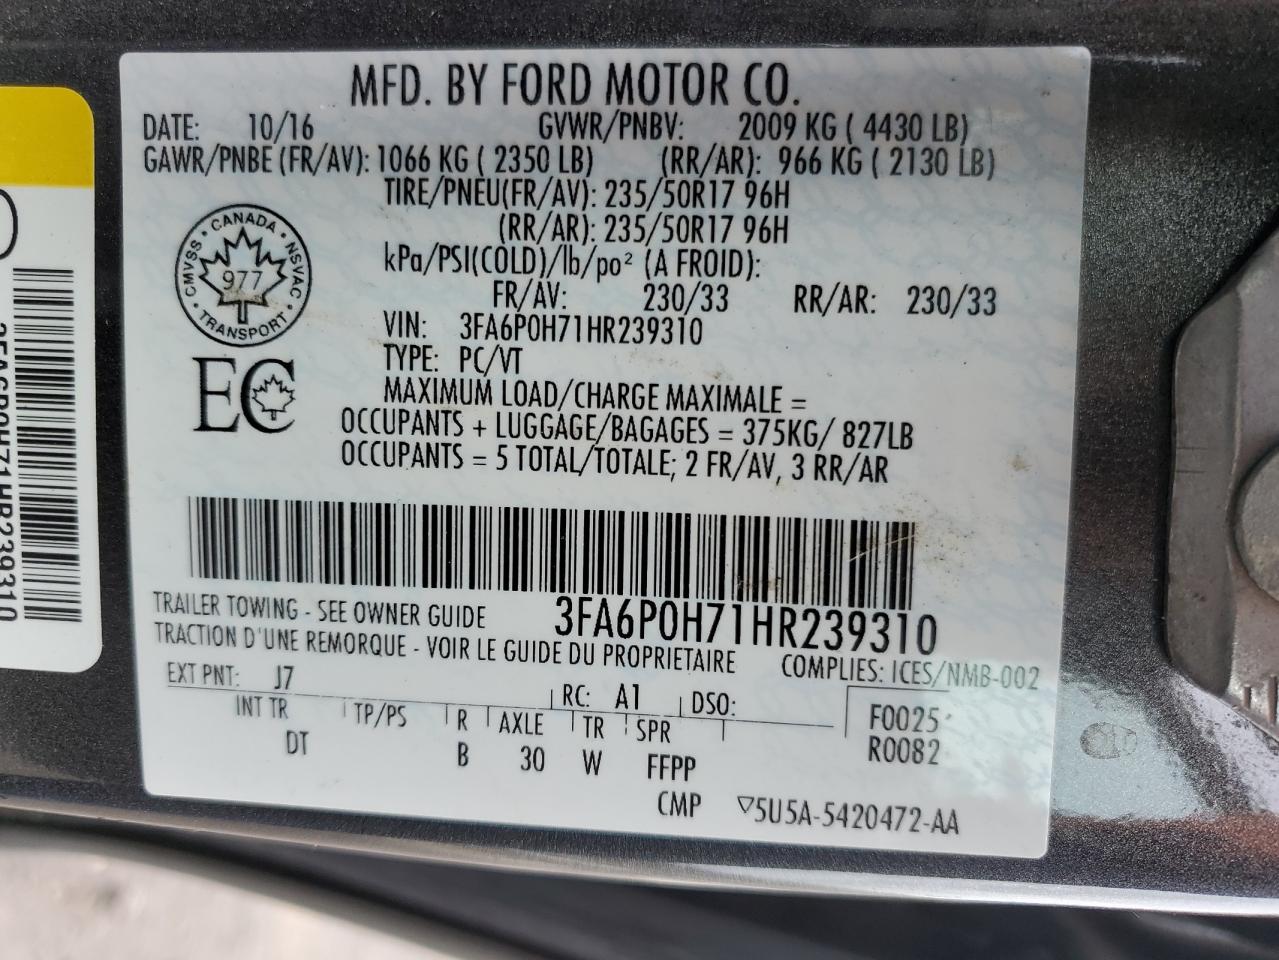 MFD. BY FORD MOTOR CO.
DATE: 10/16 GVWR/PNBV: 2009 KG ( 4430 LB)
GAWR/PNBE (FR/AV): 1066 KG ( 2350 LB) (RR/AR): 966 KG ( 2130 LB)
TIRE/PNEU(FR/AV): 235/50R17 96H
(RR/AR): 235/50R17 96H
kPa/PSI(COLD)/lb/po² (A FROID):
FR/AV: 230/33 RR/AR: 230/33
VIN: 3FA6P0H71HR239310
TYPE: PC/VT
MAXIMUM LOAD/CHARGE MAXIMALE =
OCCUPANTS + LUGGAGE/BAGAGES = 375KG/ 827LB
OCCUPANTS = 5 TOTAL/TOTALE; 2 FR/AV, 3 RR/AR
CMVSS · CANADA · NSVAC · TRANSPORT ·
977
EC
3FA6P0H71HR239310
TRAILER TOWING - SEE OWNER GUIDE
TRACTION D'UNE REMORQUE - VOIR LE GUIDE DU PROPRIETAIRE
COMPLIES: ICES/NMB-002
EXT PNT: J7 RC: A1 DSO:
F0025
R0082
INT TR TP/PS R AXLE TR SPR
DT B 30 W FFPP
CMP ▽5U5A-5420472-AA
3FA6P0H71HR239310